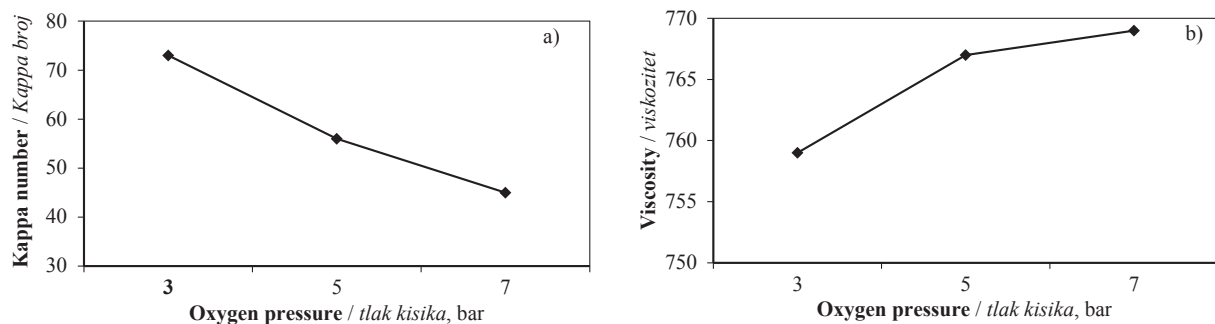 80
70
60
50
40
30
Kappa number / Kappa broj
a)
3
5
7
Oxygen pressure / tlak kisika, bar
770
765
760
755
750
Viscosity / viskozitet
b)
3
5
7
Oxygen pressure / tlak kisika, bar